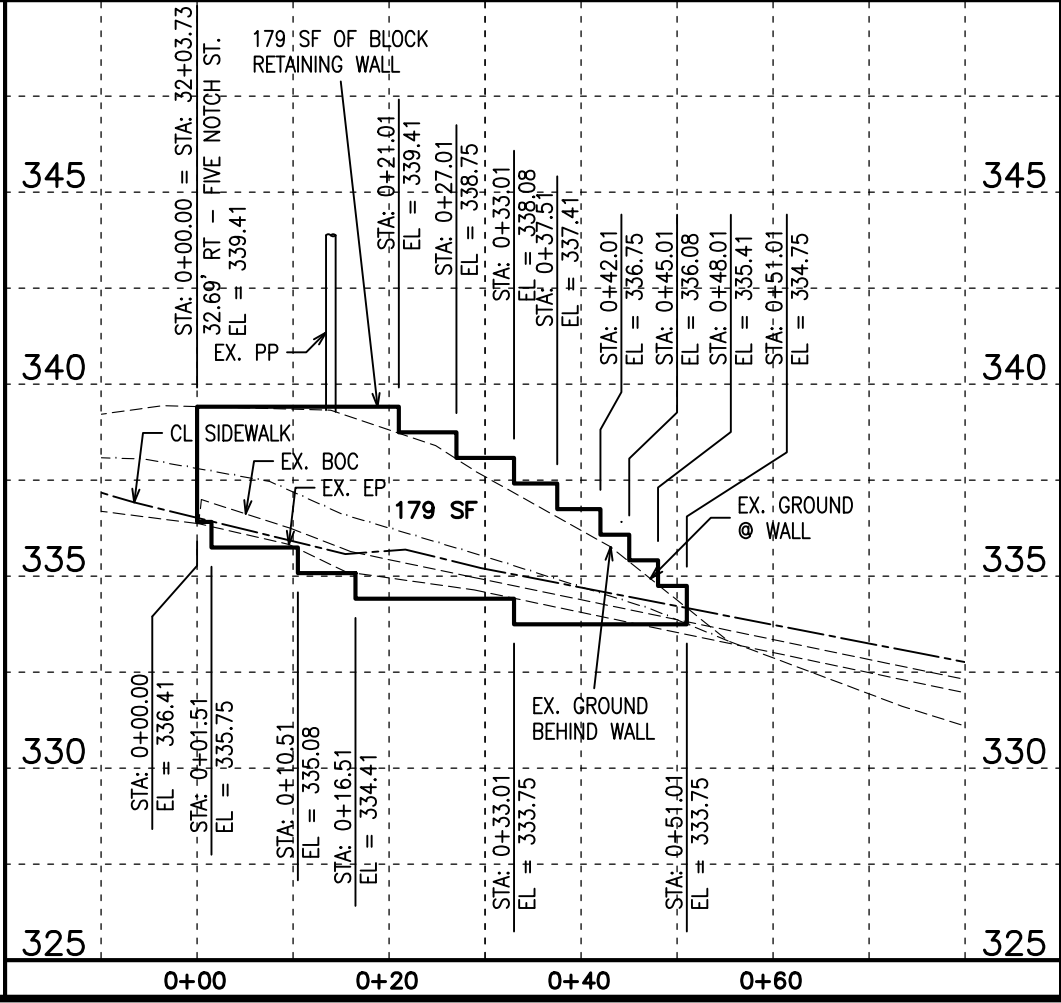 STA: 0+00.00 = STA: 32+03.73
32.69' RT - FIVE NOTCH ST.
EL = 339.41
179 SF OF BLOCK
RETAINING WALL
STA: 0+21.01
EL = 339.41
STA: 0+27.01
EL = 338.75
STA: 0+33.01
EL = 338.08
STA: 0+37.51
EL = 337.41
STA: 0+42.01
EL = 336.75
STA: 0+45.01
EL = 336.08
STA: 0+48.01
EL = 335.41
STA: 0+51.01
EL = 334.75
345
345
EX. PP
340
340
CL SIDEWALK
EX. BOC
EX. EP
179 SF
EX. GROUND
@ WALL
335
335
EX. GROUND
BEHIND WALL
STA: 0+00.00
EL = 336.41
STA: 0+01.51
EL = 335.75
STA: 0+10.51
EL = 335.08
STA: 0+16.51
EL = 334.41
STA: 0+33.01
EL = 333.75
STA: 0+51.01
EL = 333.75
330
330
325
325
0+00
0+20
0+40
0+60